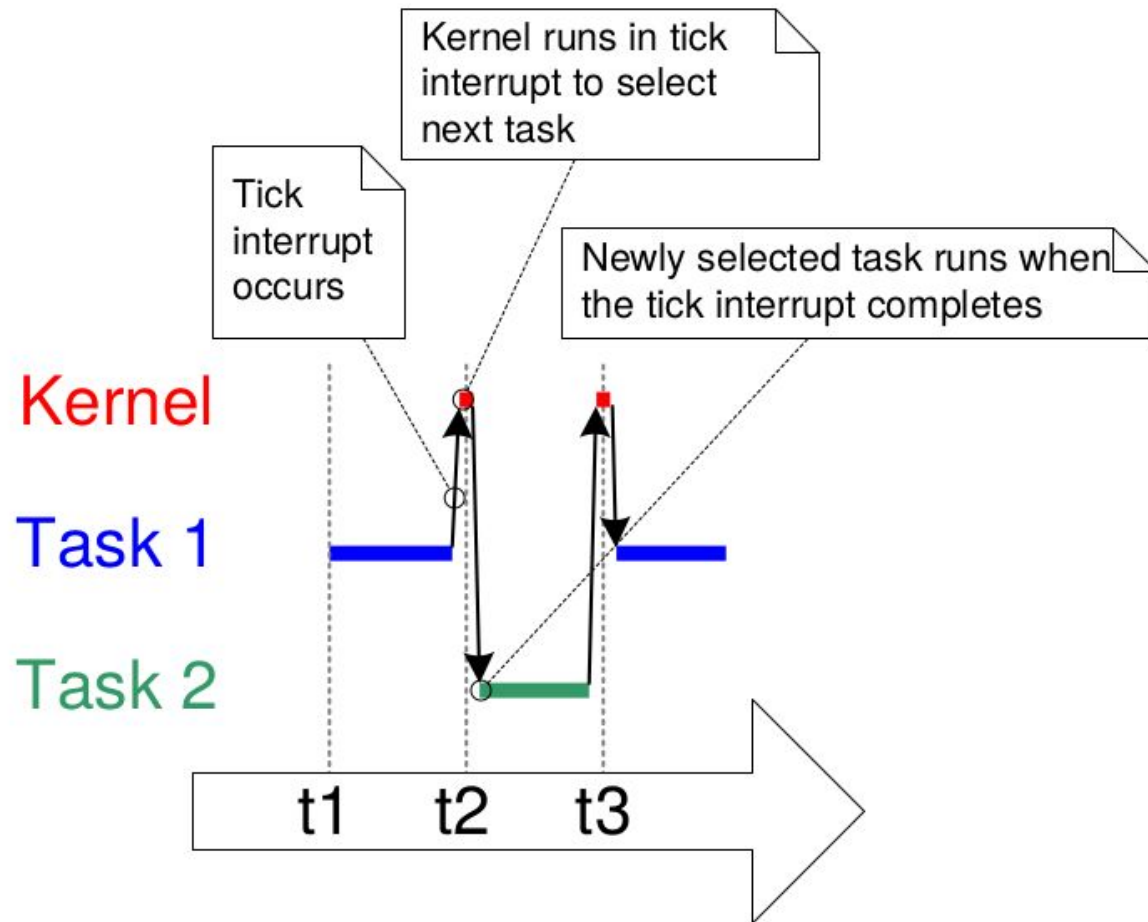 Kernel runs in tick
interrupt to select
next task
Tick
interrupt
occurs
Newly selected task runs when
the tick interrupt completes
Kernel
Task 1
Task 2
t1 t2 t3